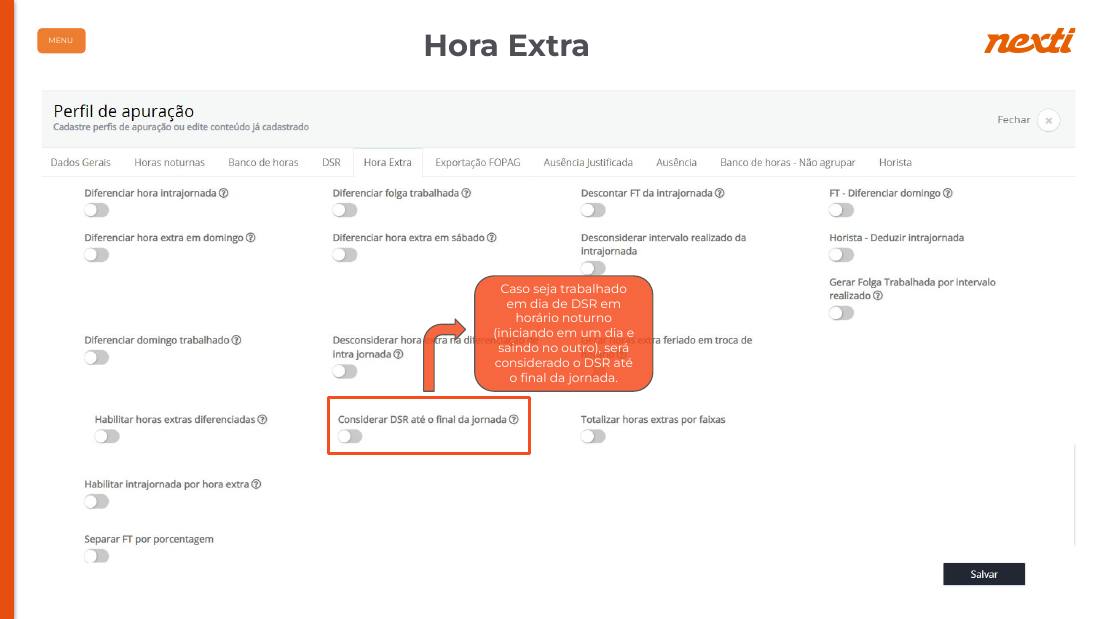 MENU
Hora Extra
nexti
Perfil de apuração
Cadastre perfis de apuração ou edite conteúdo já cadastrado
Fechar
Dados Gerais Horas noturnas Banco de horas DSR Hora Extra Exportação FOPAG Ausência Justificada Ausência Banco de horas - Não agrupar Horista
Diferenciar hora intrajornada Diferenciar folga trabalhada Descontar FT da intrajornada FT - Diferenciar domingo
Diferenciar hora extra em domingo Diferenciar hora extra em sábado Desconsiderar intervalo realizado da
intrajornada
Horista - Deduzir intrajornada
Gerar Folga Trabalhada por intervalo
realizado
Caso seja trabalhado
em dia de DSR em
horário noturno
(iniciando em um dia e
saindo no outro), será
considerado o DSR até
o final da jornada.
Diferenciar domingo trabalhado
Desconsiderar hora extra na
intra jornada
extra feriado em troca de
Habilitar horas extras diferenciadas Considerar DSR até o final da jornada Totalizar horas extras por faixas
Habilitar intrajornada por hora extra
Separar FT por porcentagem
Salvar